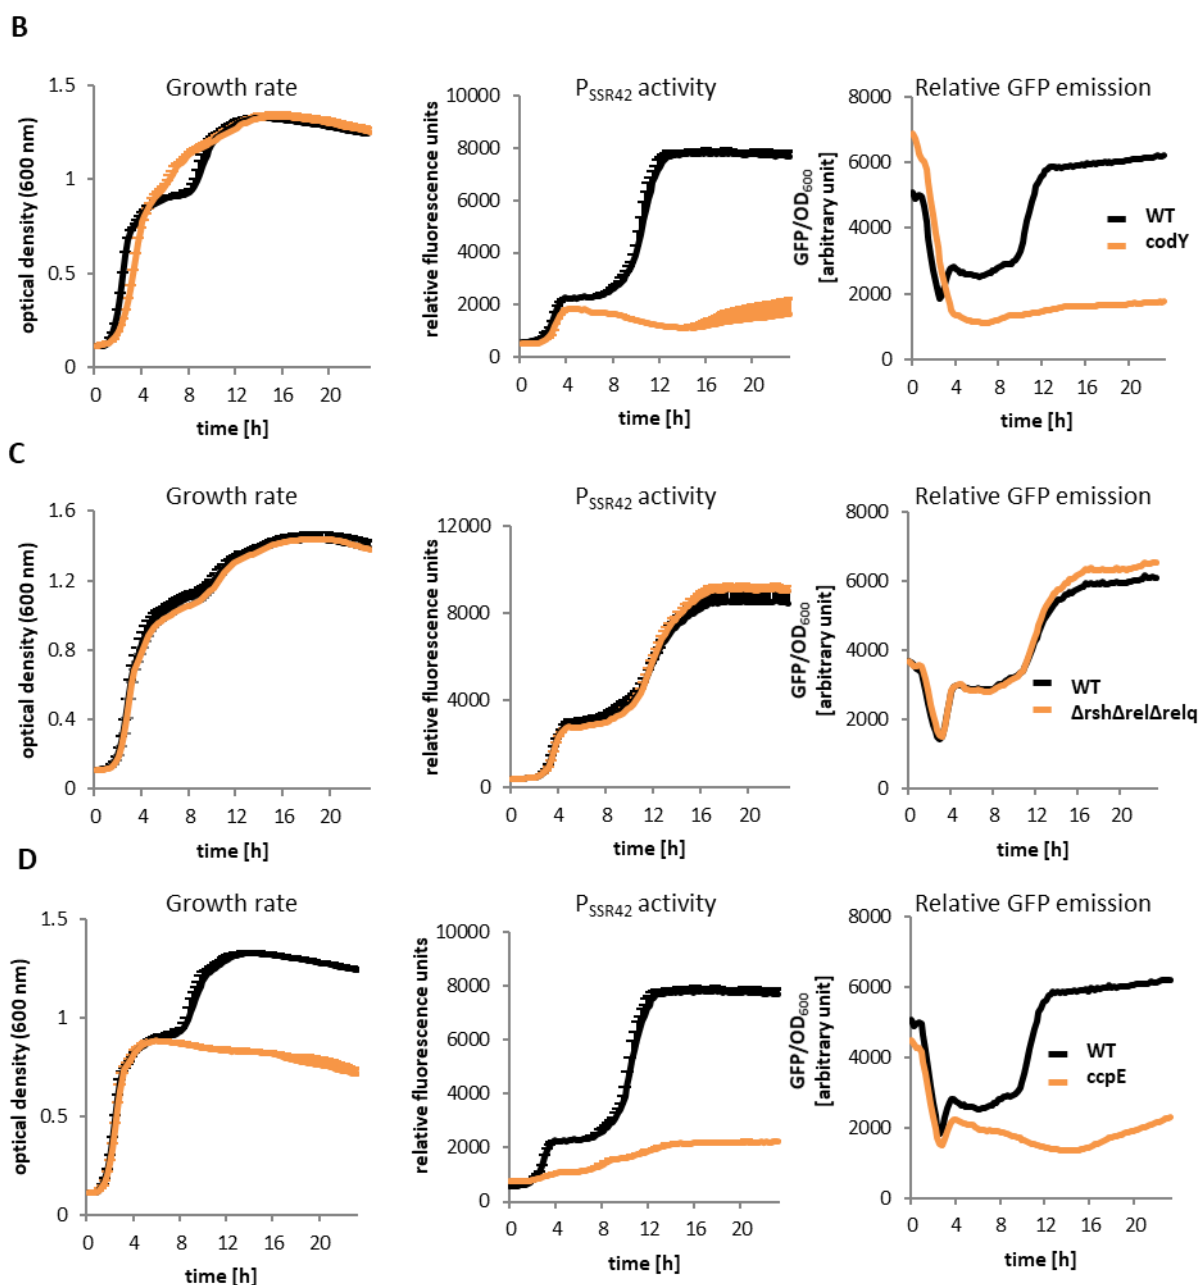 B
Growth rate
optical density (600 nm)
1.5
1
0.5
0
0 4 8 12 16 20
time [h]
P_SSR42 activity
relative fluorescence units
10000
8000
6000
4000
2000
0
0 4 8 12 16 20
time [h]
Relative GFP emission
GFP/OD600
[arbitrary unit]
8000
6000
4000
2000
0
0 4 8 12 16 20
time [h]
WT
codY
C
Growth rate
optical density (600 nm)
1.6
1.2
0.8
0.4
0
0 4 8 12 16 20
time [h]
PSSR42 activity
relative fluorescence units
12000
8000
4000
0
0 4 8 12 16 20
time [h]
Relative GFP emission
GFP/OD600
[arbitrary unit]
8000
6000
4000
2000
0
0 4 8 12 16 20
time [h]
WT
ΔrshΔrelΔrelq
D
Growth rate
optical density (600 nm)
1.5
1
0.5
0
0 4 8 12 16 20
time [h]
PSSR42 activity
relative fluorescence units
10000
8000
6000
4000
2000
0
0 4 8 12 16 20
time [h]
Relative GFP emission
GFP/OD600
[arbitrary unit]
8000
6000
4000
2000
0
0 4 8 12 16 20
time [h]
WT
ccpE